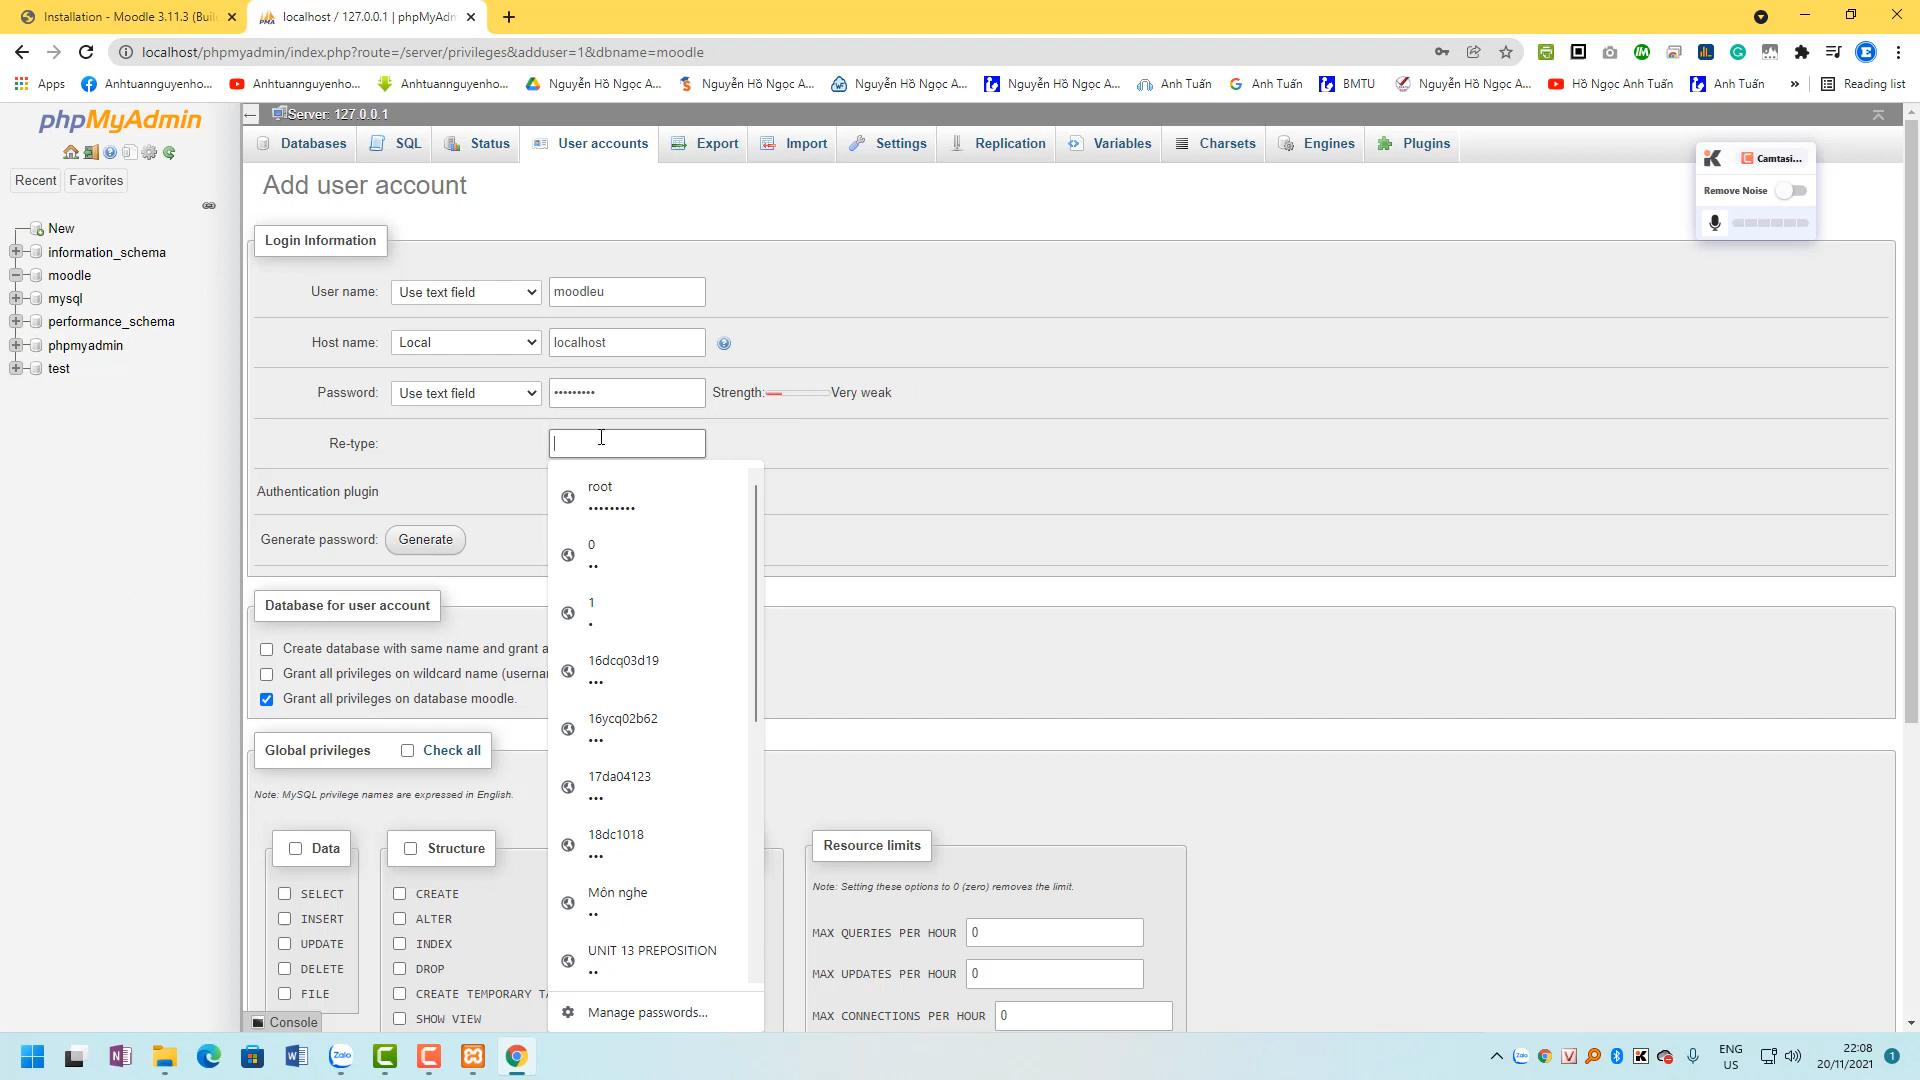 Installation - Moodle 3.11.3 (Buil
localhost / 127.0.0.1 | phpMyAdm
localhost/phpmyadmin/index.php?route=/server/privileges&adduser=1&dbname=moodle
Apps
Anhtuannguyenho...
Anhtuannguyenho...
Anhtuannguyenho...
Nguyễn Hồ Ngọc A...
Nguyễn Hồ Ngọc A...
Nguyễn Hồ Ngọc A...
Nguyễn Hồ Ngọc A...
Anh Tuấn
Anh Tuấn
BMTU
Nguyễn Hồ Ngọc A...
Hồ Ngọc Anh Tuấn
Anh Tuấn
»
Reading list
phpMyAdmin
Recent
Favorites
New
information_schema
moodle
mysql
performance_schema
phpmyadmin
test
Server: 127.0.0.1
Databases
SQL
Status
User accounts
Export
Import
Settings
Replication
Variables
Charsets
Engines
Plugins
Camtasi...
Remove Noise
Add user account
Login Information
User name: Use text field moodleu
Host name: Local localhost
Password: Use text field ••••••••• Strength: Very weak
Re-type:
Authentication plugin
Generate password: Generate
root
•••••••••
0
••
1
•
16dcq03d19
•••
16ycq02b62
•••
17da04123
•••
18dc1018
•••
Môn nghe
••
UNIT 13 PREPOSITION
••
Manage passwords...
Database for user account
Create database with same name and grant a
Grant all privileges on wildcard name (userna
Grant all privileges on database moodle.
Global privileges
Check all
Note: MySQL privilege names are expressed in English.
Data
SELECT
INSERT
UPDATE
DELETE
FILE
Structure
CREATE
ALTER
INDEX
DROP
CREATE TEMPORARY TA
SHOW VIEW
Resource limits
Note: Setting these options to 0 (zero) removes the limit.
MAX QUERIES PER HOUR 0
MAX UPDATES PER HOUR 0
MAX CONNECTIONS PER HOUR 0
Console
Zalo
ENG
US
22:08
20/11/2021
1